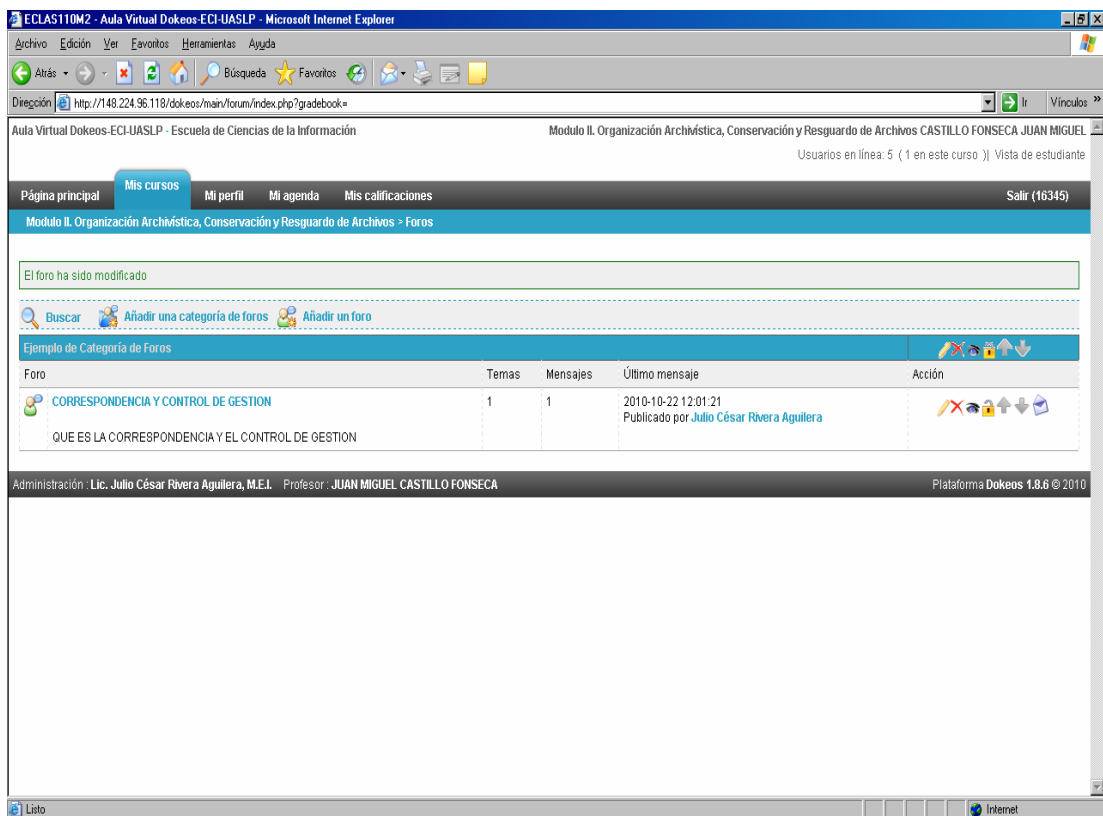 ECLAS110M2 - Aula Virtual Dokeos-ECI-UASLP - Microsoft Internet Explorer
Archivo Edición Ver Favoritos Herramientas Ayuda
Atrás Búsqueda Favoritos
Dirección http://148.224.96.118/dokeos/main/forum/index.php?gradebook= Ir Vínculos »
Aula Virtual Dokeos-ECI-UASLP - Escuela de Ciencias de la Información Modulo II. Organización Archivística, Conservación y Resguardo de Archivos CASTILLO FONSECA JUAN MIGUEL
Usuarios en línea: 5 ( 1 en este curso )| Vista de estudiante
Página principal Mis cursos Mi perfil Mi agenda Mis calificaciones Salir (16345)
Modulo II. Organización Archivística, Conservación y Resguardo de Archivos > Foros
El foro ha sido modificado
Buscar Añadir una categoría de foros Añadir un foro
Ejemplo de Categoría de Foros
Foro Temas Mensajes Último mensaje Acción
CORRESPONDENCIA Y CONTROL DE GESTION 1 1 2010-10-22 12:01:21
Publicado por Julio César Rivera Aguilera
QUE ES LA CORRESPONDENCIA Y EL CONTROL DE GESTION
Administración : Lic. Julio César Rivera Aguilera, M.E.I. Profesor : JUAN MIGUEL CASTILLO FONSECA Plataforma Dokeos 1.8.6 © 2010
Listo Internet